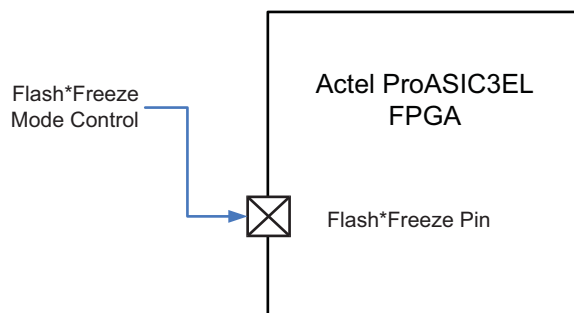 Actel ProASIC3EL
FPGA
Flash*Freeze
Mode Control
Flash*Freeze Pin